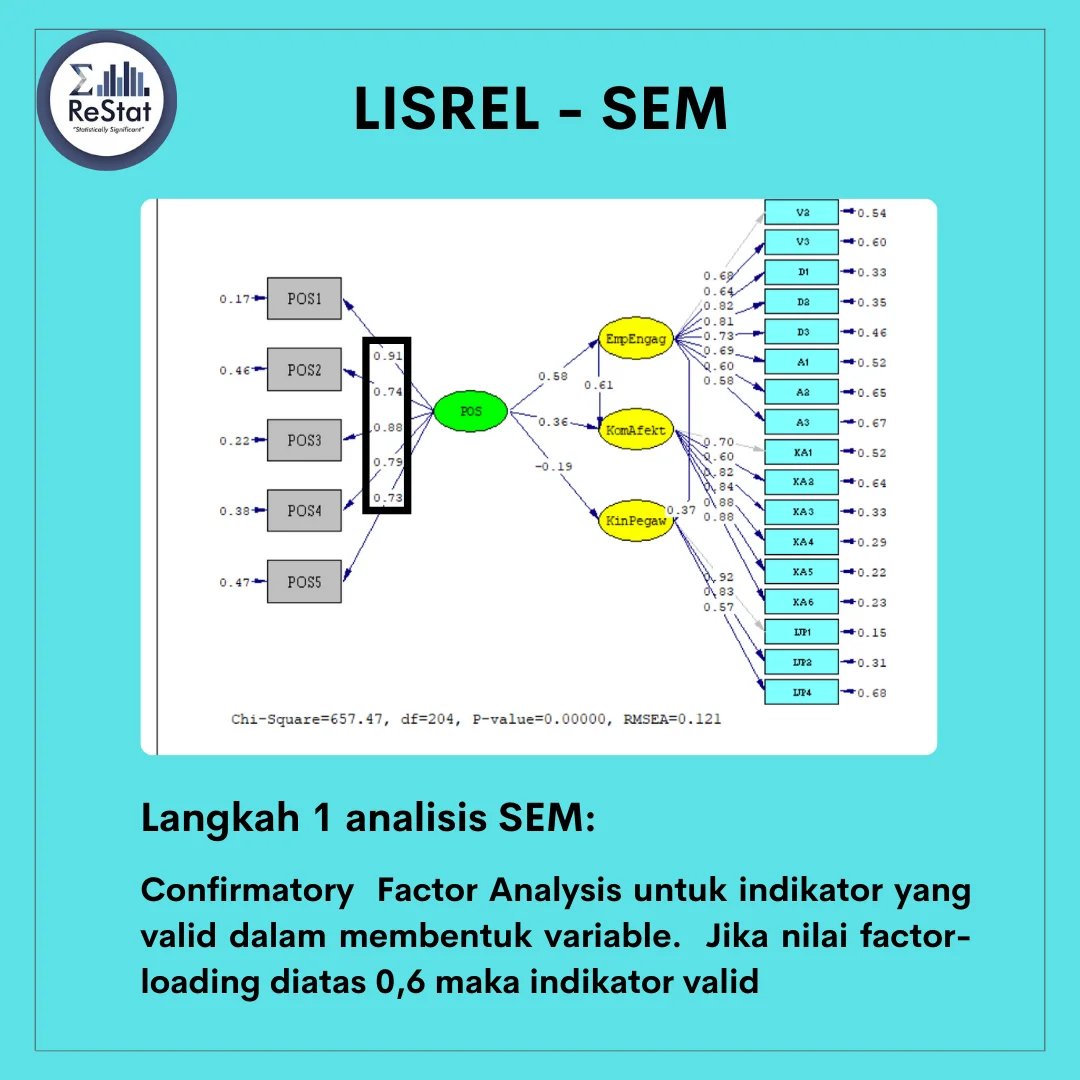 ReStat
"Statistically Significant"
LISREL - SEM
V2 0.54
V3 0.60
D1 0.33
D2 0.35
D3 0.46
A1 0.52
A2 0.65
A3 0.67
KA1 0.52
KA2 0.64
KA3 0.33
KA4 0.29
KA5 0.22
KA6 0.23
IJP1 0.15
IJP2 0.31
IJP4 0.68
0.17 POS1
0.46 POS2
0.22 POS3
0.38 POS4
0.47 POS5
0.91
0.74
0.88
0.79
0.73
POS
0.58
0.36
-0.19
0.61
EmpEngag
KomAfekt
KinPegaw
0.37
0.68
0.64
0.82
0.81
0.73
0.69
0.60
0.58
0.70
0.60
0.82
0.84
0.88
0.88
0.92
0.83
0.57
Chi-Square=657.47, df=204, P-value=0.00000, RMSEA=0.121
Langkah 1 analisis SEM:
Confirmatory Factor Analysis untuk indikator yang
valid dalam membentuk variable. Jika nilai factor-
loading diatas 0,6 maka indikator valid